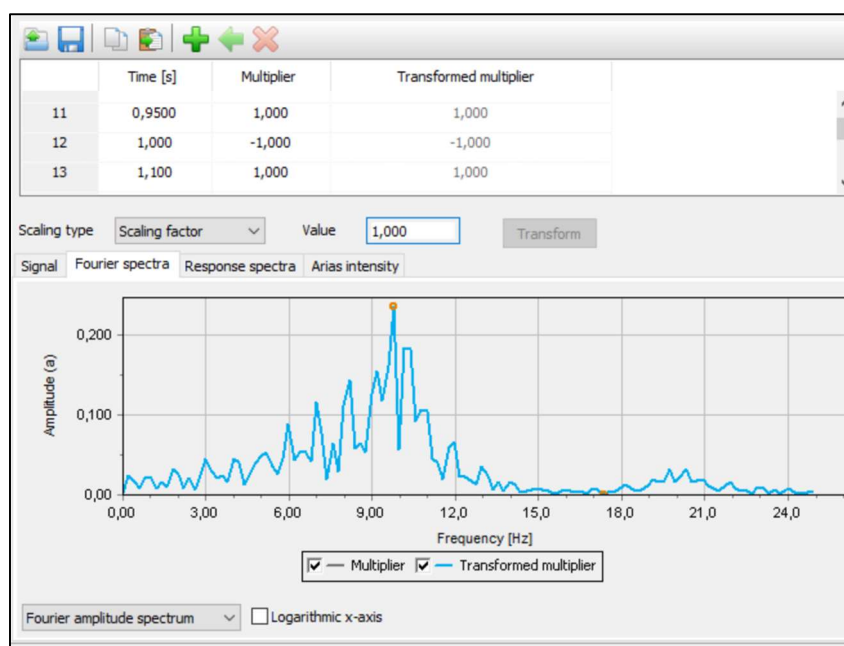 Time [s] Multiplier Transformed multiplier
11 0,9500 1,000 1,000
12 1,000 -1,000 -1,000
13 1,100 1,000 1,000
Scaling type Scaling factor Value 1,000 Transform
Signal Fourier spectra Response spectra Arias intensity
0,200
0,100
0,00
Amplitude (a)
0,00 3,00 6,00 9,00 12,0 15,0 18,0 21,0 24,0
Frequency [Hz]
Multiplier Transformed multiplier
Fourier amplitude spectrum Logarithmic x-axis